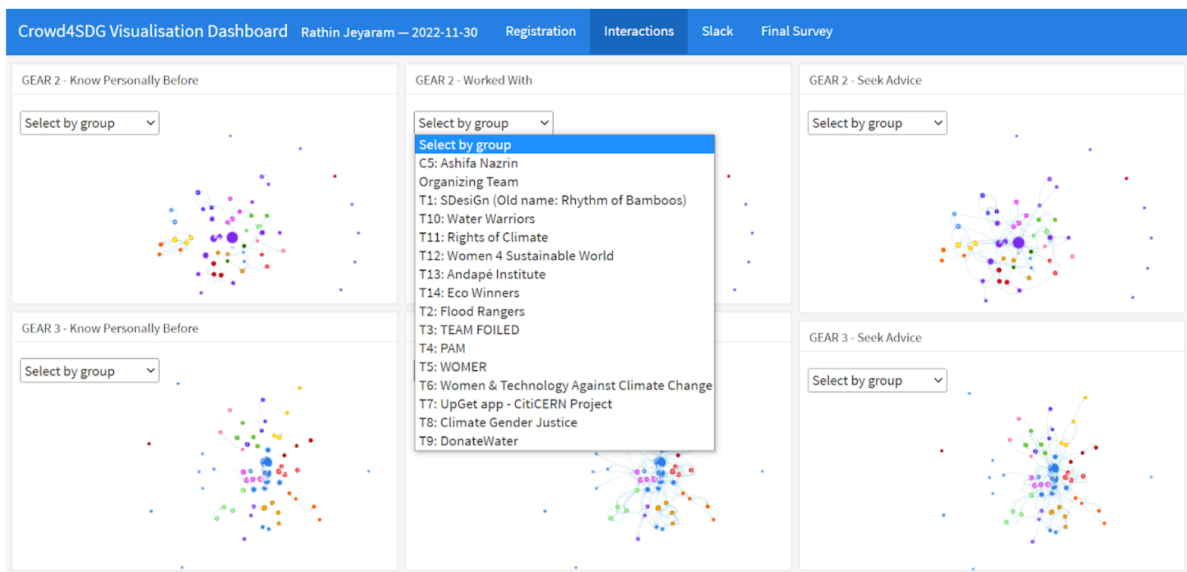 Crowd4SDG Visualisation Dashboard Rathin Jeyaram — 2022-11-30 Registration Interactions Slack Final Survey
GEAR 2 - Know Personally Before
Select by group
GEAR 2 - Worked With
Select by group
Select by group
C5: Ashifa Nazrin
Organizing Team
T1: SDesiGn (Old name: Rhythm of Bamboos)
T10: Water Warriors
T11: Rights of Climate
T12: Women 4 Sustainable World
T13: Andapé Institute
T14: Eco Winners
T2: Flood Rangers
T3: TEAM FOILED
T4: PAM
T5: WOMER
T6: Women & Technology Against Climate Change
T7: UpGet app - CitiCERN Project
T8: Climate Gender Justice
T9: DonateWater
GEAR 2 - Seek Advice
Select by group
GEAR 3 - Know Personally Before
Select by group
GEAR 3 - Seek Advice
Select by group